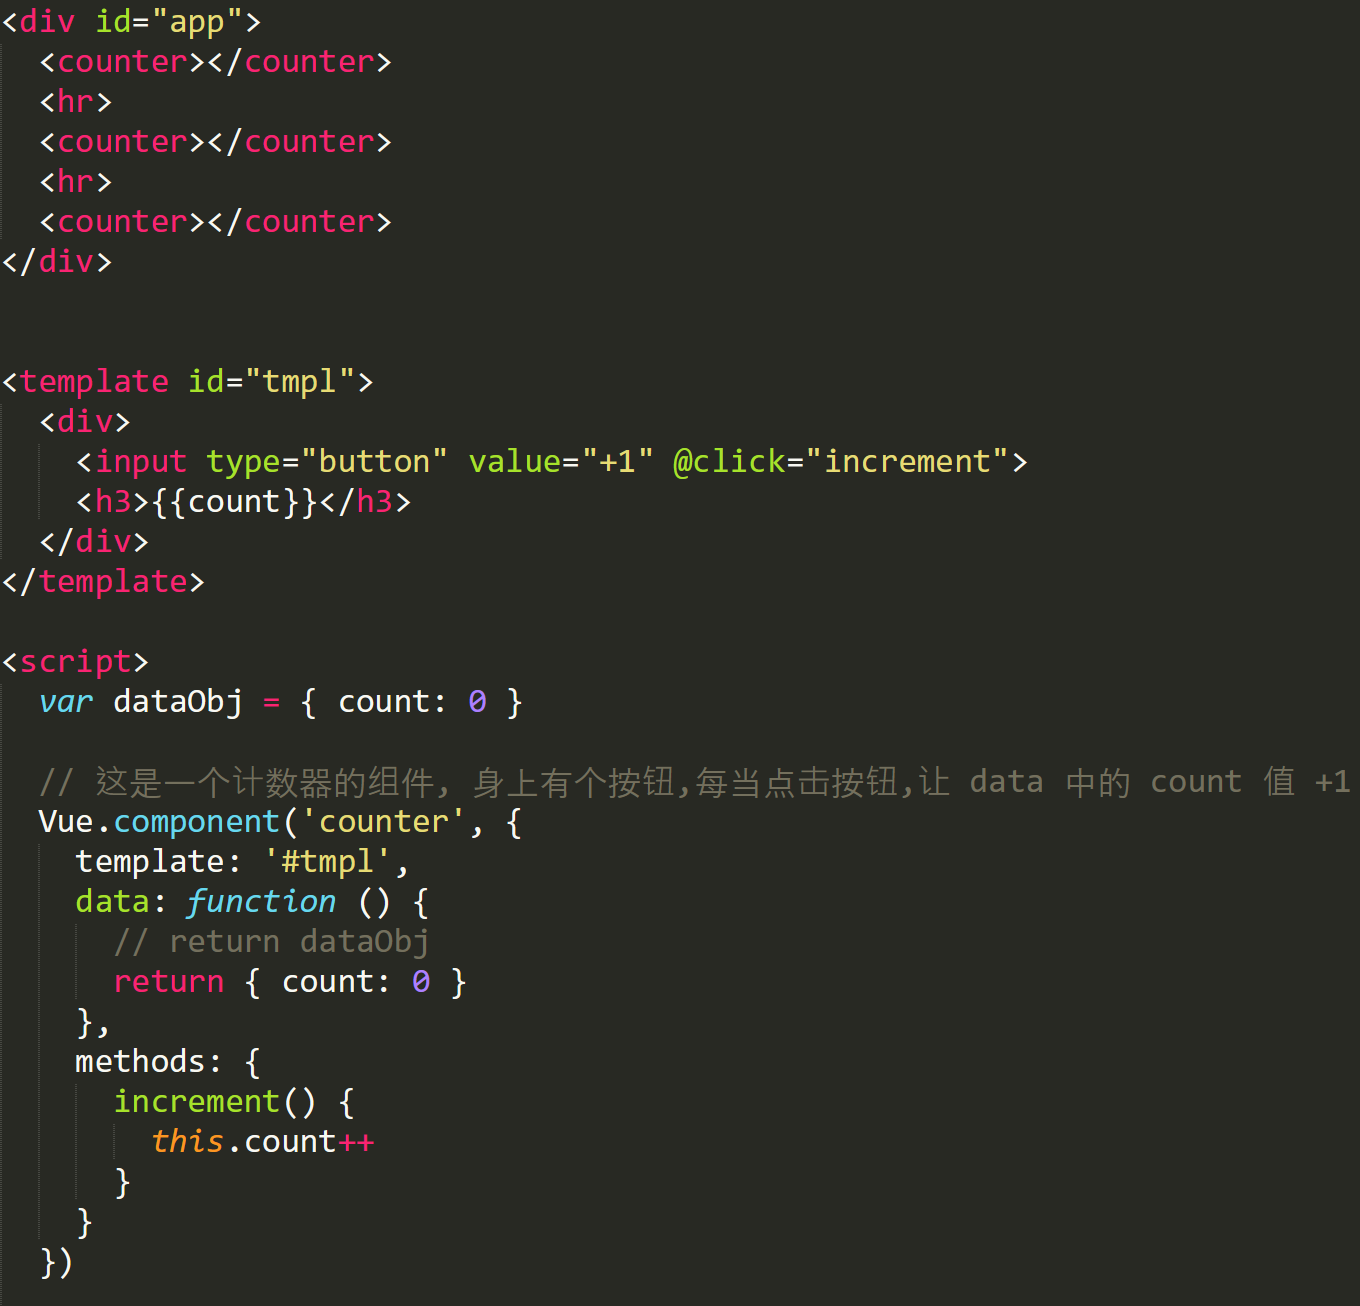 <div id="app">
  <counter></counter>
  <hr>
  <counter></counter>
  <hr>
  <counter></counter>
</div>
<template id="tmpl">
  <div>
    <input type="button" value="+1" @click="increment">
    <h3>{{count}}</h3>
  </div>
</template>
<script>
  var dataObj = { count: 0 }
  // 这是一个计数器的组件, 身上有个按钮,每当点击按钮,让 data 中的 count 值 +1
  Vue.component('counter', {
    template: '#tmpl',
    data: function () {
      // return dataObj
      return { count: 0 }
    },
    methods: {
      increment() {
        this.count++
      }
    }
  })